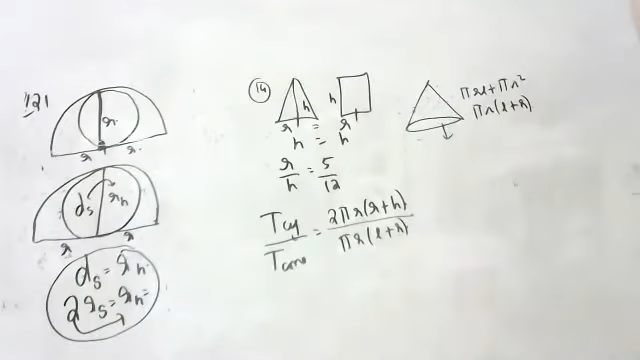 121
r
r r
ds rh
r
ds = rh
2rs = rh
14
h h
r = r
h = h
r/h = 5/12
Tcy/Tcone = 2πr(r+h)/πr(l+r)
πrl+πr²
πr(l+r)